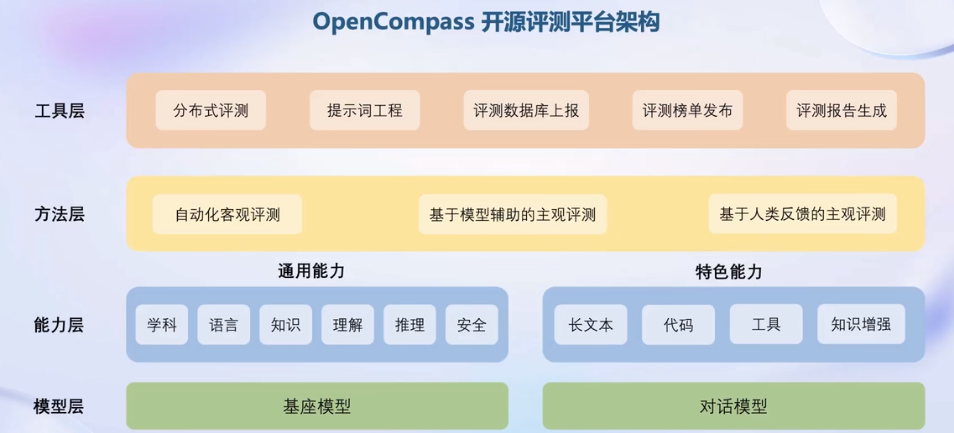 OpenCompass 开源评测平台架构
工具层
分布式评测
提示词工程
评测数据库上报
评测榜单发布
评测报告生成
方法层
自动化客观评测
基于模型辅助的主观评测
基于人类反馈的主观评测
通用能力
特色能力
能力层
学科
语言
知识
理解
推理
安全
长文本
代码
工具
知识增强
模型层
基座模型
对话模型